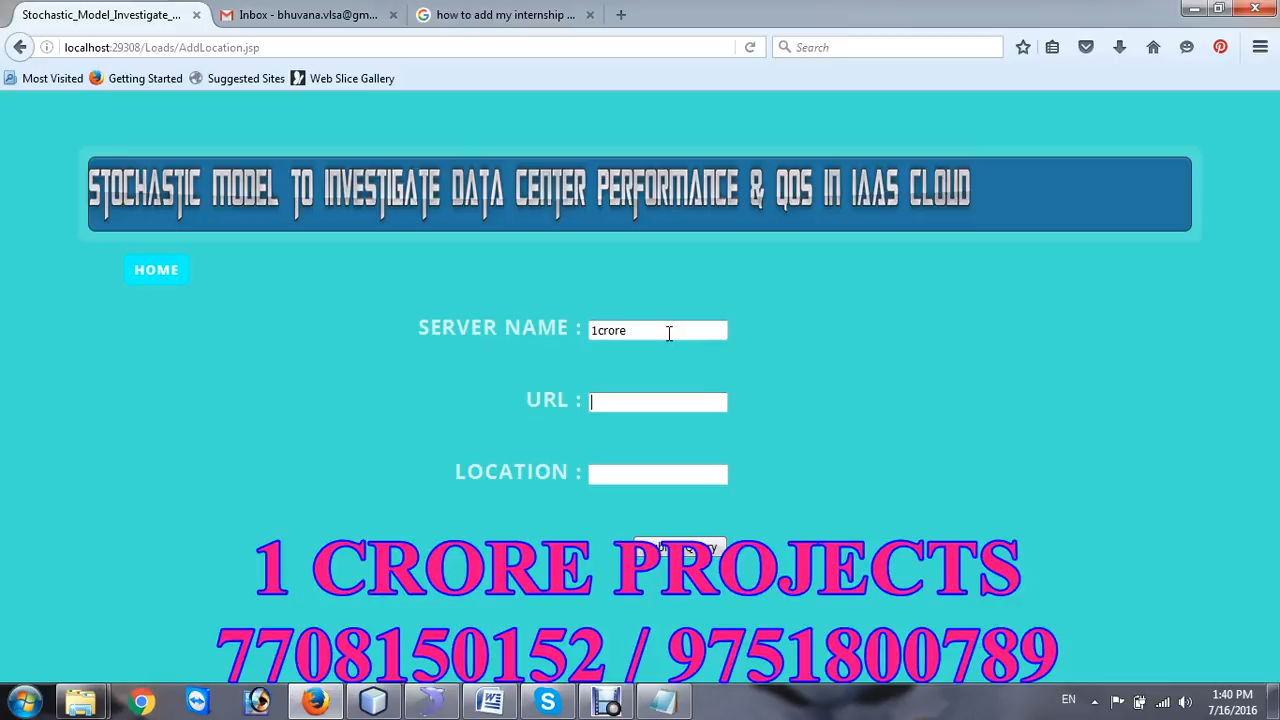 Stochastic_Model_Investigate_...
Inbox - bhuvana.vlsa@gm...
how to add my internship ...
localhost:29308/Loads/AddLocation.jsp
Search
Most Visited
Getting Started
Suggested Sites
Web Slice Gallery
STOCHASTIC MODEL TO INVESTIGATE DATA CENTER PERFORMANCE & QOS IN IAAS CLOUD
HOME
SERVER NAME : 1crore
URL :
LOCATION :
1 CRORE PROJECTS
7708150152 / 9751800789
EN
1:40 PM
7/16/2016